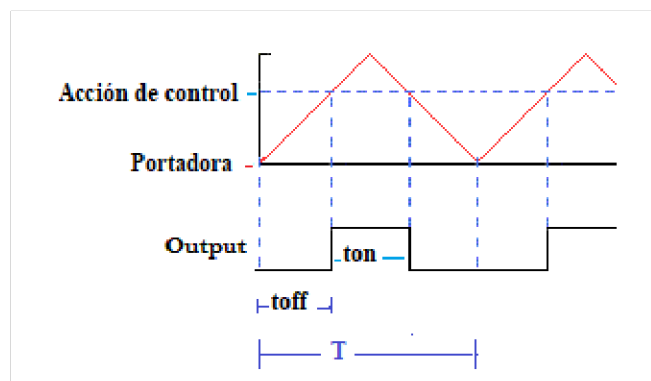 Acción de control
Portadora
Output
ton
toff
T